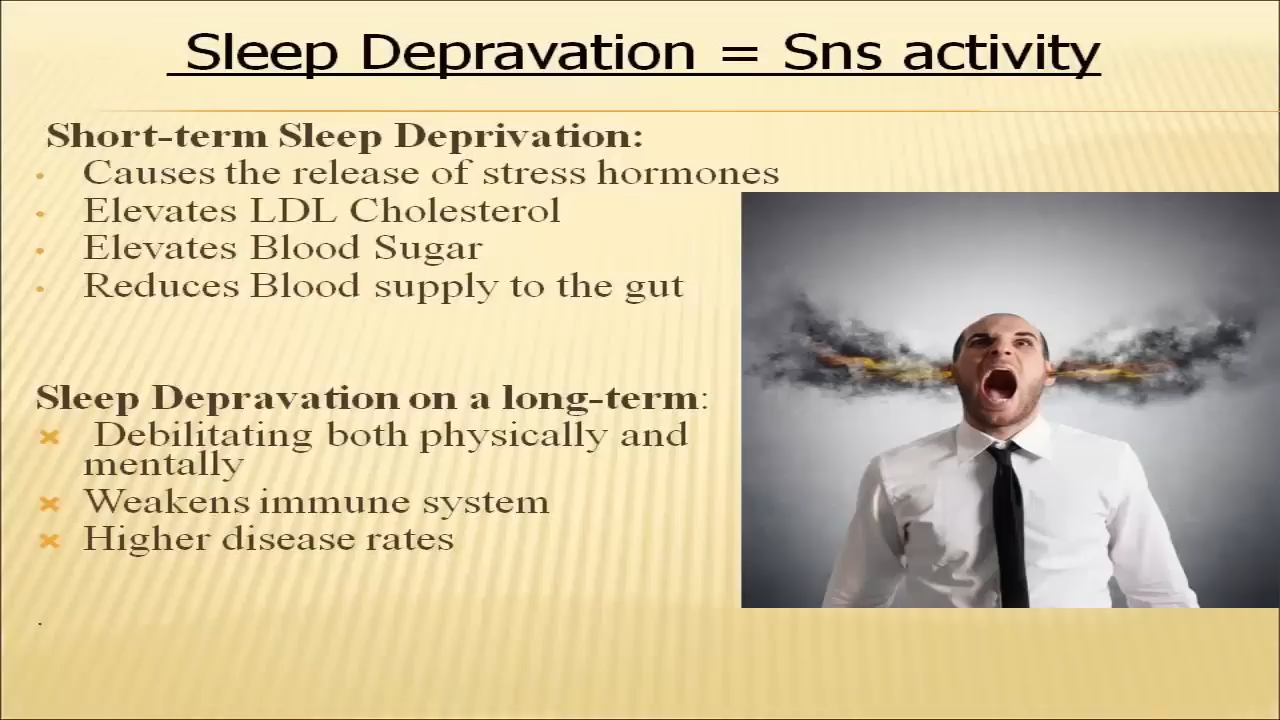 Sleep Depravation = Sns activity
Short-term Sleep Deprivation:
• Causes the release of stress hormones
• Elevates LDL Cholesterol
• Elevates Blood Sugar
• Reduces Blood supply to the gut
Sleep Depravation on a long-term:
× Debilitating both physically and
mentally
× Weakens immune system
× Higher disease rates
.